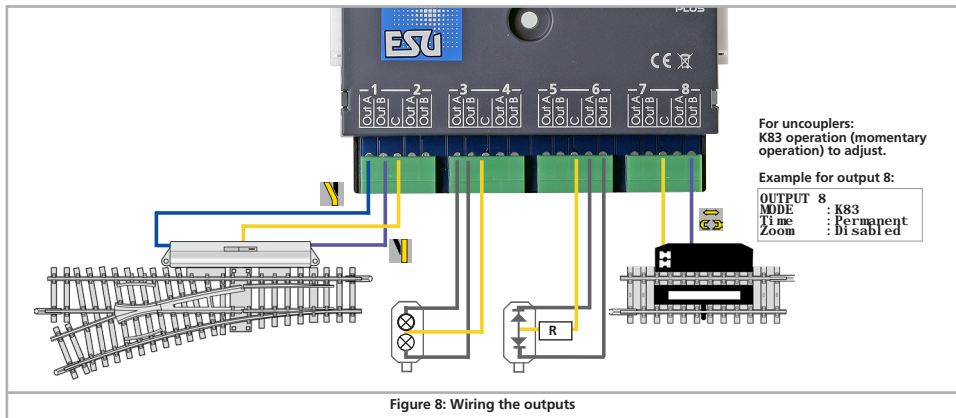 PLUS
ESU
CE
1 2 3 4 5 6 7 8
Out A Out B C Out A Out B Out A Out B C Out A Out B Out A Out B C Out A Out B Out A Out B C Out A Out B
For uncouplers:
K83 operation (momentary
operation) to adjust.
Example for output 8:
OUTPUT 8
MODE : K83
Time : Permanent
Zoom : Disabled
R
Figure 8: Wiring the outputs